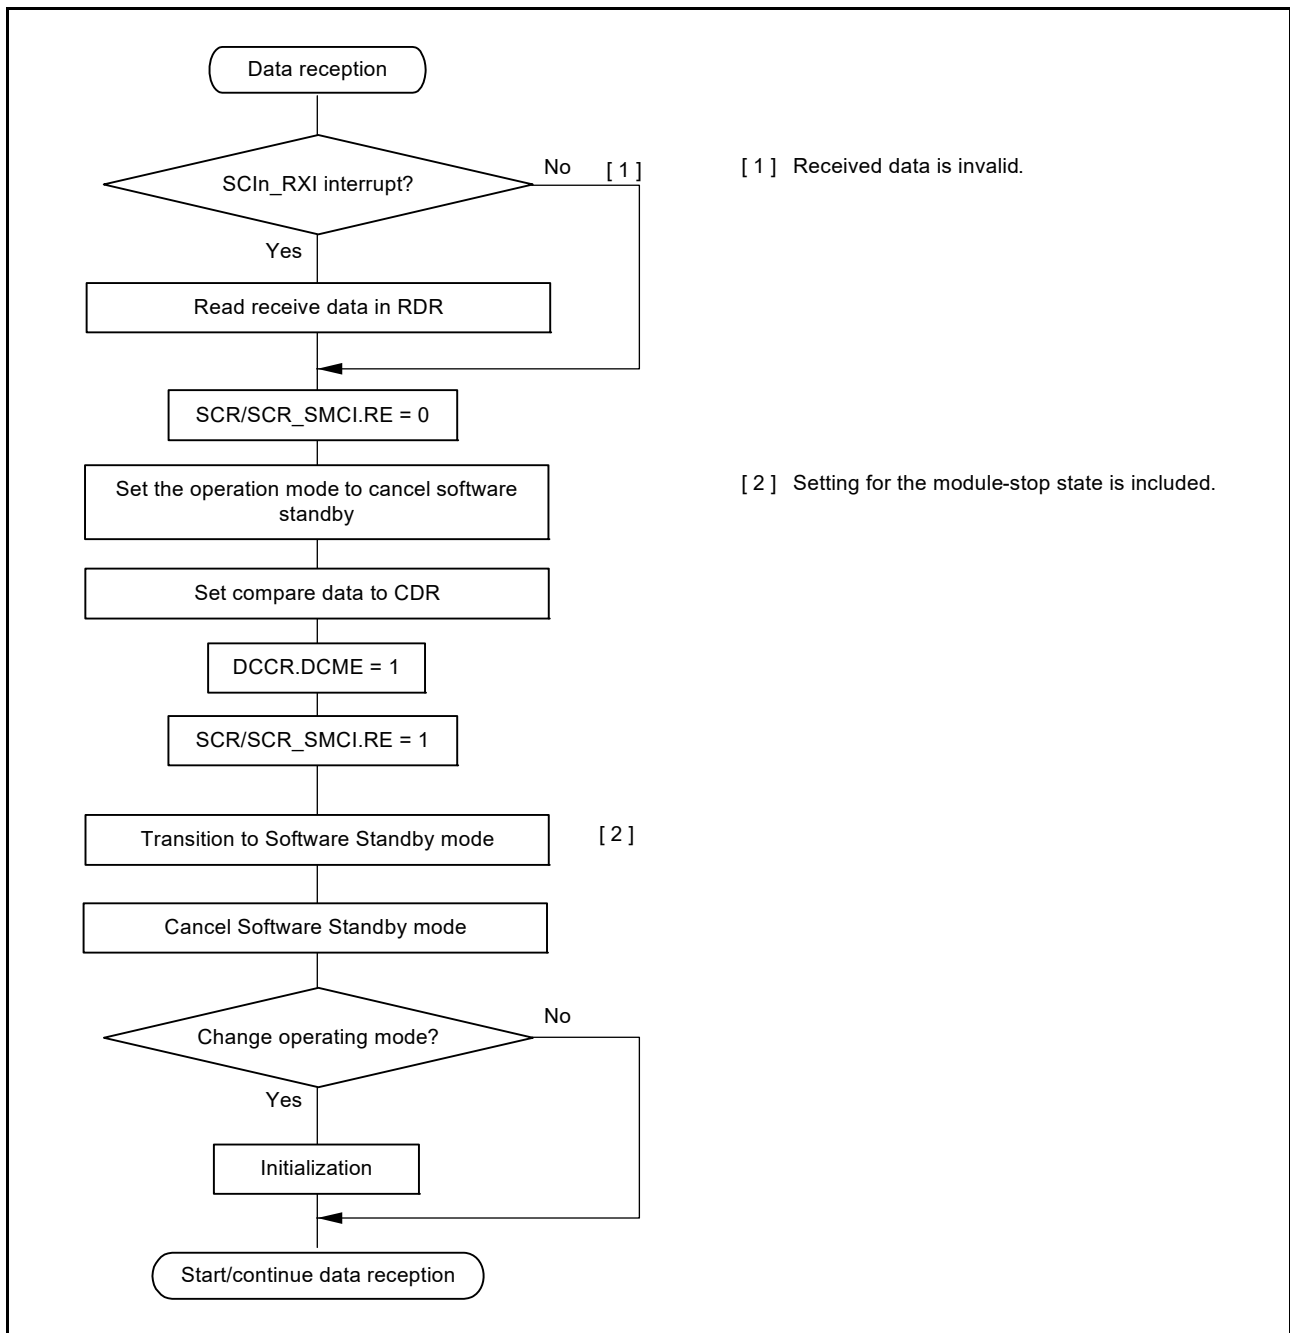 Data reception
SCIn_RXI interrupt?
No [ 1 ]
[ 1 ] Received data is invalid.
Yes
Read receive data in RDR
SCR/SCR_SMCI.RE = 0
Set the operation mode to cancel software
standby
[ 2 ] Setting for the module-stop state is included.
Set compare data to CDR
DCCR.DCME = 1
SCR/SCR_SMCI.RE = 1
Transition to Software Standby mode
[ 2 ]
Cancel Software Standby mode
Change operating mode?
No
Yes
Initialization
Start/continue data reception